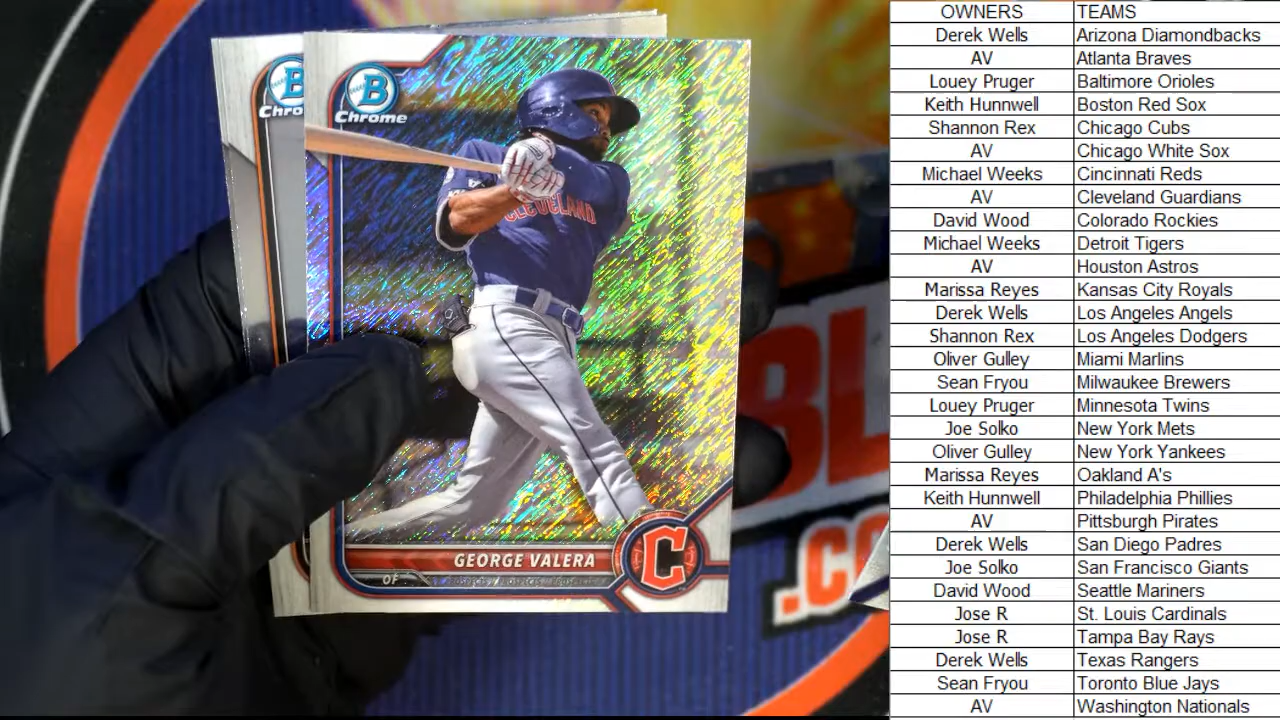 B
Chro
B
Chrome
CLEVELAND
C
GEORGE VALERA
OF
PROSPECTS / PROSPECTS / PROSPECTS
BL
.CO
OWNERS TEAMS
Derek Wells Arizona Diamondbacks
AV Atlanta Braves
Louey Pruger Baltimore Orioles
Keith Hunnwell Boston Red Sox
Shannon Rex Chicago Cubs
AV Chicago White Sox
Michael Weeks Cincinnati Reds
AV Cleveland Guardians
David Wood Colorado Rockies
Michael Weeks Detroit Tigers
AV Houston Astros
Marissa Reyes Kansas City Royals
Derek Wells Los Angeles Angels
Shannon Rex Los Angeles Dodgers
Oliver Gulley Miami Marlins
Sean Fryou Milwaukee Brewers
Louey Pruger Minnesota Twins
Joe Solko New York Mets
Oliver Gulley New York Yankees
Marissa Reyes Oakland A's
Keith Hunnwell Philadelphia Phillies
AV Pittsburgh Pirates
Derek Wells San Diego Padres
Joe Solko San Francisco Giants
David Wood Seattle Mariners
Jose R St. Louis Cardinals
Jose R Tampa Bay Rays
Derek Wells Texas Rangers
Sean Fryou Toronto Blue Jays
AV Washington Nationals